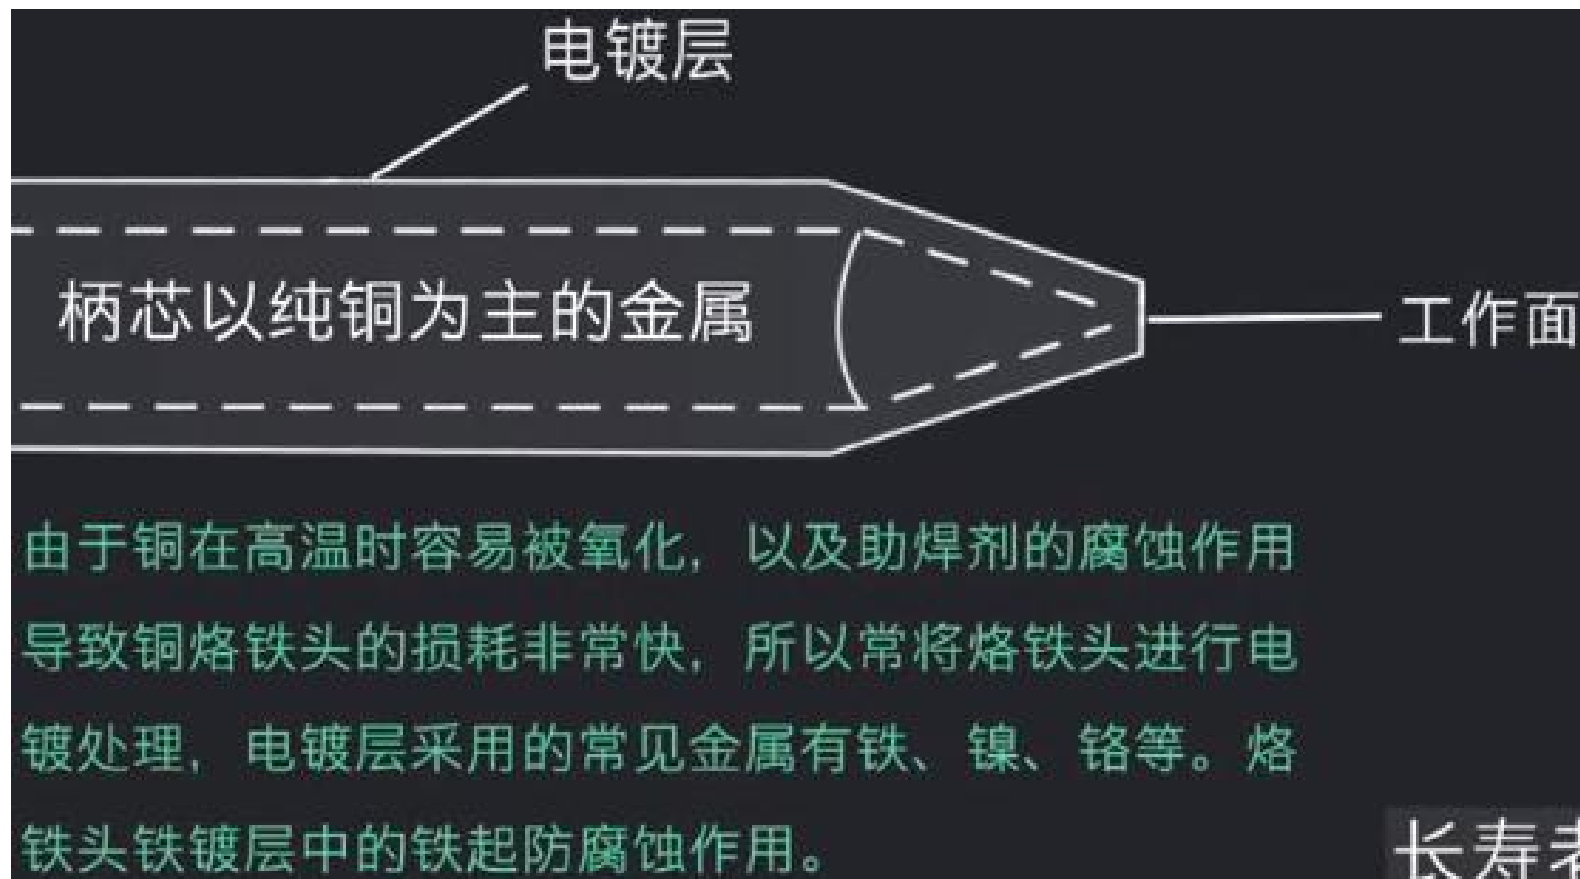 电镀层
柄芯以纯铜为主的金属
工作面
由于铜在高温时容易被氧化，以及助焊剂的腐蚀作用
导致铜烙铁头的损耗非常快，所以常将烙铁头进行电
镀处理，电镀层采用的常见金属有铁、镍、铬等。烙
铁头铁镀层中的铁起防腐蚀作用。
长寿